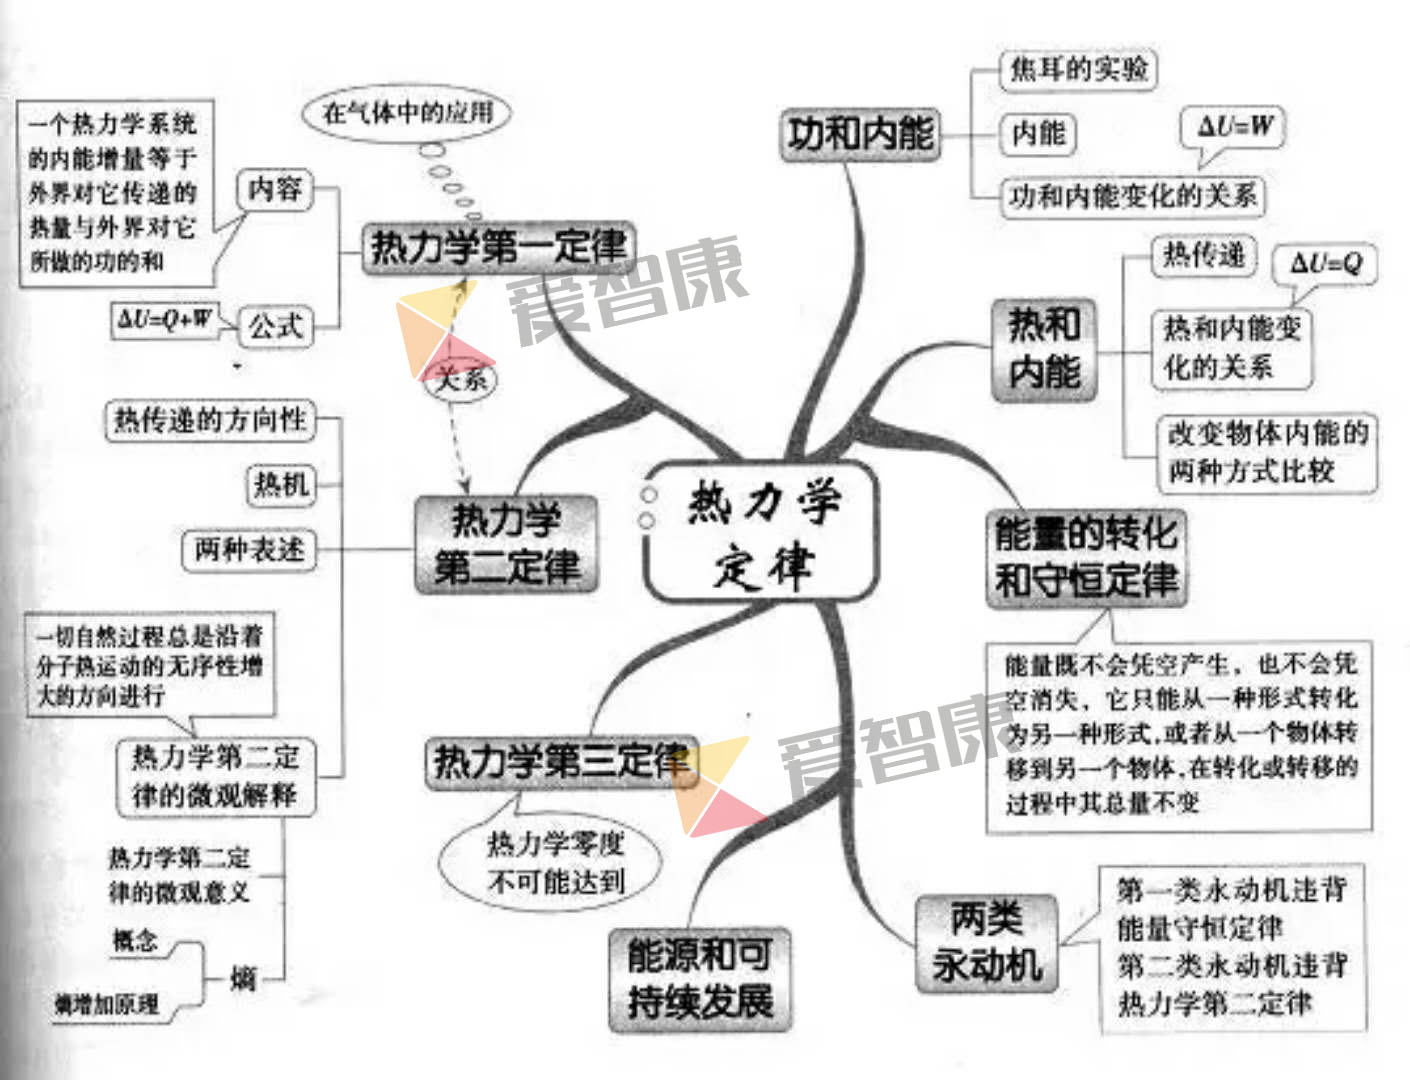 热力学
定律
功和内能
焦耳的实验
内能
ΔU=W
功和内能变化的关系
热和
内能
热传递
ΔU=Q
热和内能变
化的关系
改变物体内能的
两种方式比较
能量的转化
和守恒定律
能量既不会凭空产生，也不会凭
空消失，它只能从一种形式转化
为另一种形式,或者从一个物体转
移到另一个物体,在转化或转移的
过程中其总量不变
两类
永动机
第一类永动机违背
能量守恒定律
第二类永动机违背
热力学第二定律
能源和可
持续发展
热力学第三定律
热力学零度
不可能达到
在气体中的应用
热力学第一定律
内容
一个热力学系统
的内能增量等于
外界对它传递的
热量与外界对它
所做的功的和
公式
ΔU=Q+W
关系
热力学
第二定律
热传递的方向性
热机
两种表述
一切自然过程总是沿着
分子热运动的无序性增
大的方向进行
热力学第二定
律的微观解释
热力学第二定
律的微观意义
概念
熵
熵增加原理
爱智康
爱智康